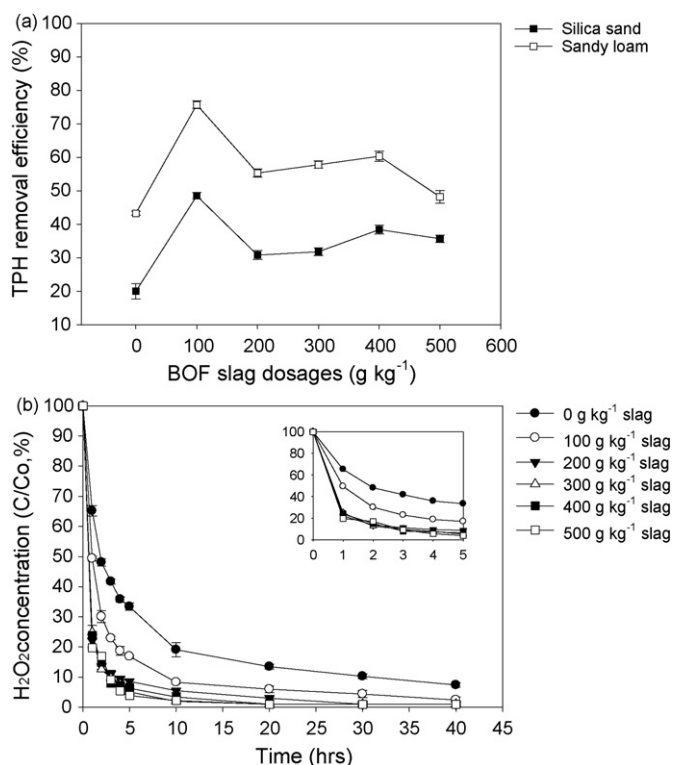 (a)
Silica sand
Sandy loam
TPH removal efficiency (%)
100
90
80
70
60
50
40
30
20
10
0 100 200 300 400 500 600
BOF slag dosages (g kg⁻¹)
(b)
0 g kg⁻¹ slag
100 g kg⁻¹ slag
200 g kg⁻¹ slag
300 g kg⁻¹ slag
400 g kg⁻¹ slag
500 g kg⁻¹ slag
H₂O₂concentration (C/Co,%)
100
90
80
70
60
50
40
30
20
10
0
100
80
60
40
20
0
0 1 2 3 4 5
0 5 10 15 20 25 30 35 40 45
Time (hrs)